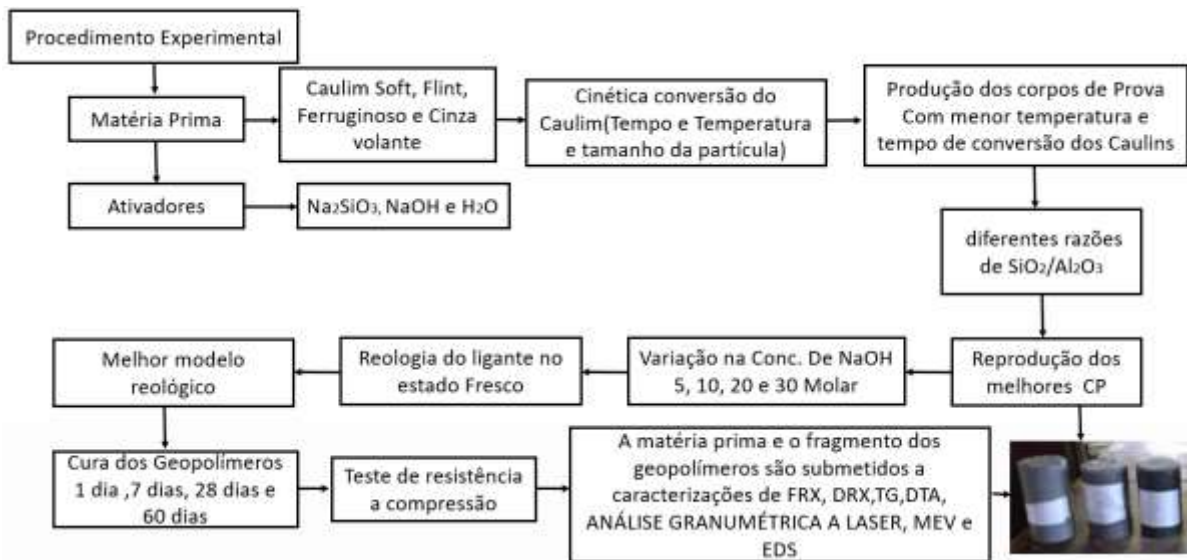 Procedimento Experimental
Matéria Prima
Caulim Soft, Flint,
Ferruginoso e Cinza
volante
Cinética conversão do
Caulim(Tempo e Temperatura
e tamanho da partícula)
Produção dos corpos de Prova
Com menor temperatura e
tempo de conversão dos Caulins
Ativadores
Na₂SiO₃, NaOH e H₂O
diferentes razões
de SiO₂/Al₂O₃
Reprodução dos
melhores CP
Variação na Conc. De NaOH
5, 10, 20 e 30 Molar
Reologia do ligante no
estado Fresco
Melhor modelo
reológico
Cura dos Geopolímeros
1 dia ,7 dias, 28 dias e
60 dias
Teste de resistência
a compressão
A matéria prima e o fragmento dos
geopolímeros são submetidos a
caracterizações de FRX, DRX,TG,DTA,
ANÁLISE GRANUMÉTRICA A LASER, MEV e
EDS